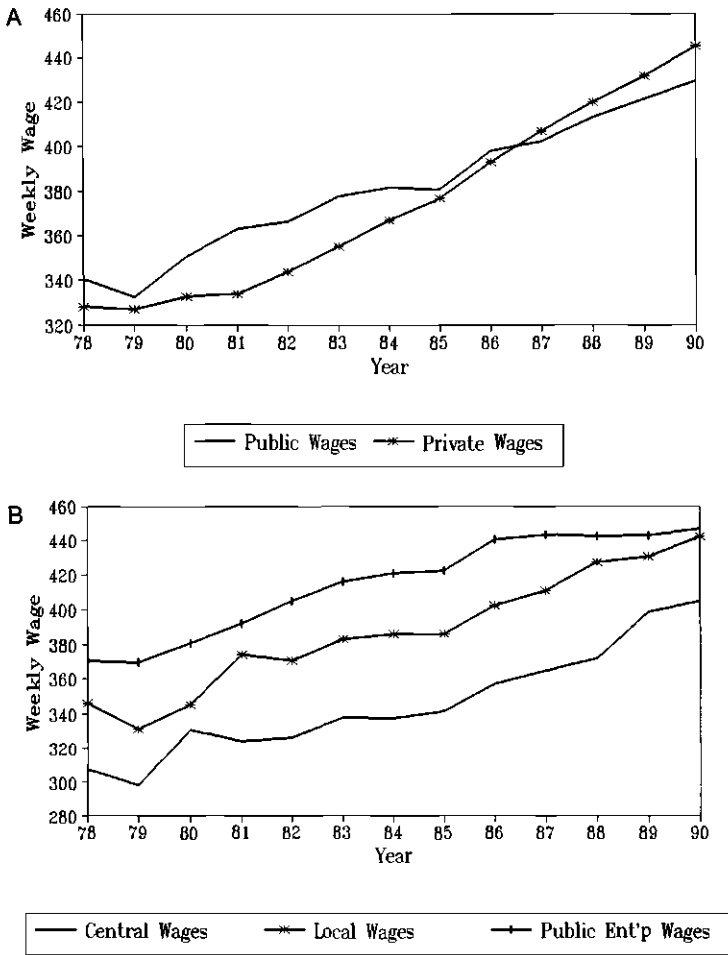 A
460
440
420
400
380
360
340
320
Weekly Wage
78 79 80 81 82 83 84 85 86 87 88 89 90
Year
Public Wages Private Wages
B
460
440
420
400
380
360
340
320
300
280
Weekly Wage
78 79 80 81 82 83 84 85 86 87 88 89 90
Year
Central Wages Local Wages Public Ent'p Wages